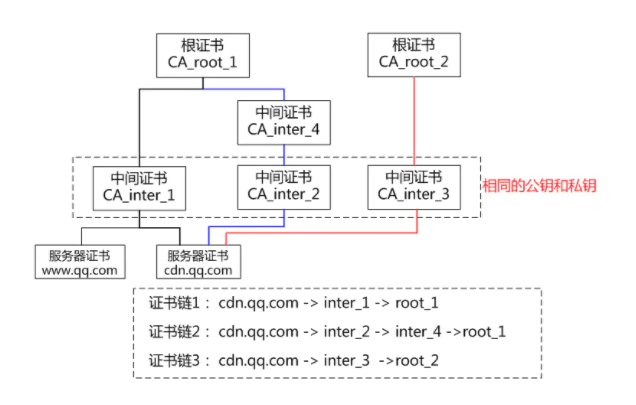 根证书
CA_root_1
根证书
CA_root_2
中间证书
CA_inter_4
中间证书
CA_inter_1
中间证书
CA_inter_2
中间证书
CA_inter_3
相同的公钥和私钥
服务器证书
www.qq.com
服务器证书
cdn.qq.com
证书链1： cdn.qq.com -> inter_1 -> root_1
证书链2： cdn.qq.com -> inter_2 -> inter_4 ->root_1
证书链3： cdn.qq.com -> inter_3 ->root_2